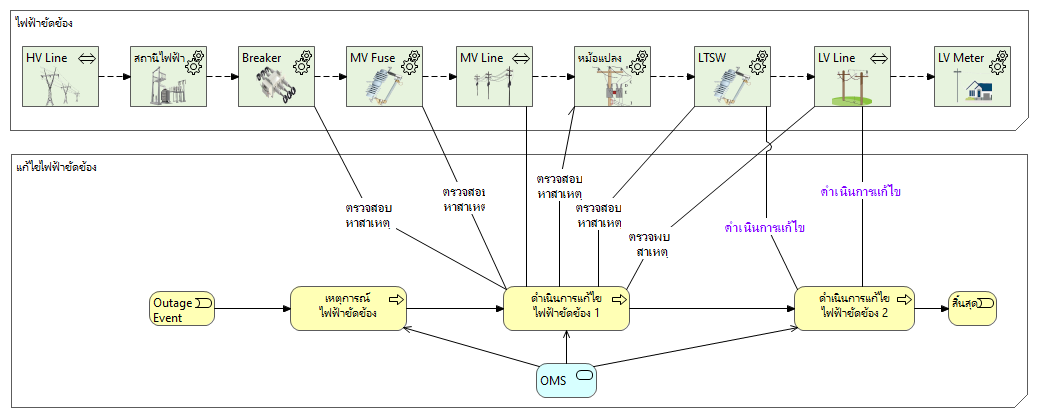 ไฟฟ้าขัดข้อง
HV Line
สถานีไฟฟ้า
Breaker
MV Fuse
MV Line
หม้อแปลง
LTSW
LV Line
LV Meter
แก้ไขไฟฟ้าขัดข้อง
ตรวจสอบ
หาสาเหตุ
ตรวจสอบ
หาสาเหตุ
ตรวจสอบ
หาสาเหตุ
ตรวจสอบ
หาสาเหตุ
ตรวจพบ
สาเหตุ
ดำเนินการแก้ไข
ดำเนินการแก้ไข
Outage
Event
เหตุการณ์
ไฟฟ้าขัดข้อง
ดำเนินการแก้ไข
ไฟฟ้าขัดข้อง 1
ดำเนินการแก้ไข
ไฟฟ้าขัดข้อง 2
สิ้นสุด
OMS